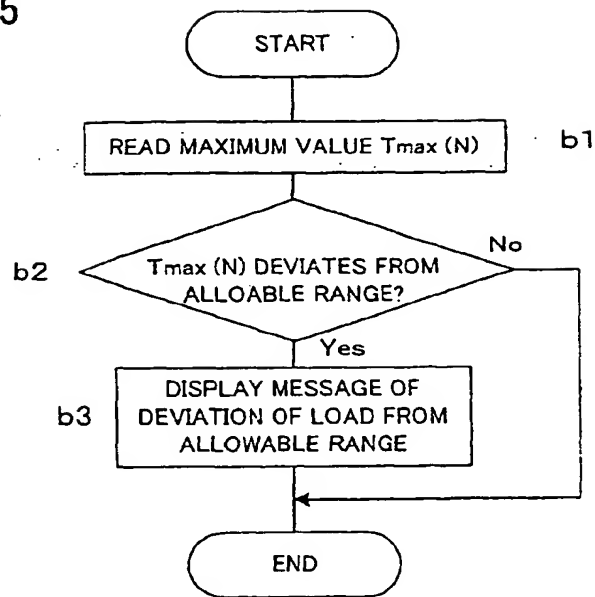 5
START
READ MAXIMUM VALUE Tmax (N)
b1
b2
Tmax (N) DEVIATES FROM
ALLOABLE RANGE?
No
Yes
b3
DISPLAY MESSAGE OF
DEVIATION OF LOAD FROM
ALLOWABLE RANGE
END